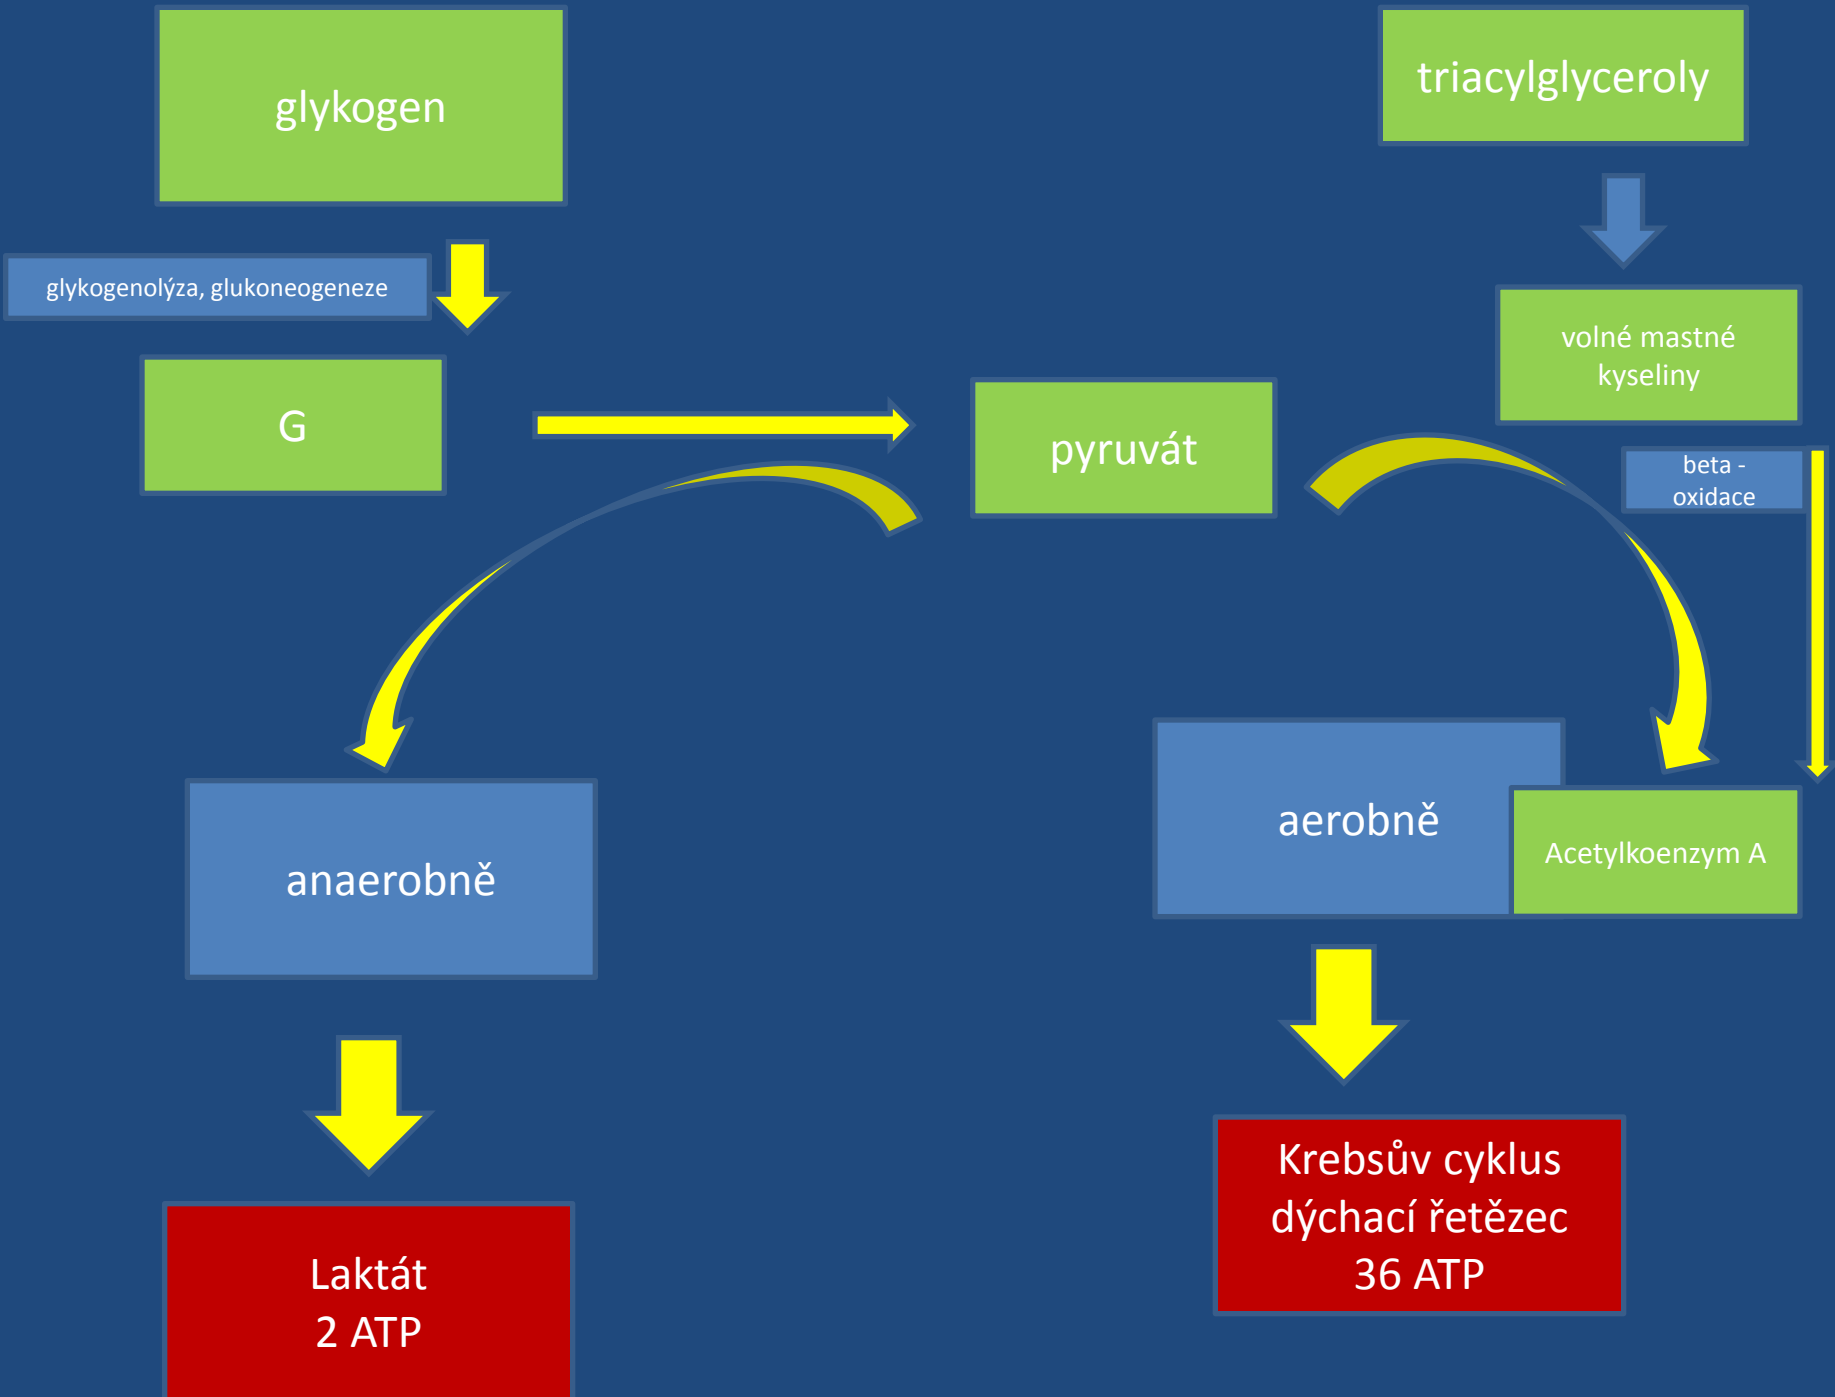 glykogen
triacylglyceroly
glykogenolýza, glukoneogeneze
volné mastné
kyseliny
G
pyruvát
beta -
oxidace
anaerobně
aerobně
Acetylkoenzym A
Laktát
2 ATP
Krebsův cyklus
dýchací řetězec
36 ATP